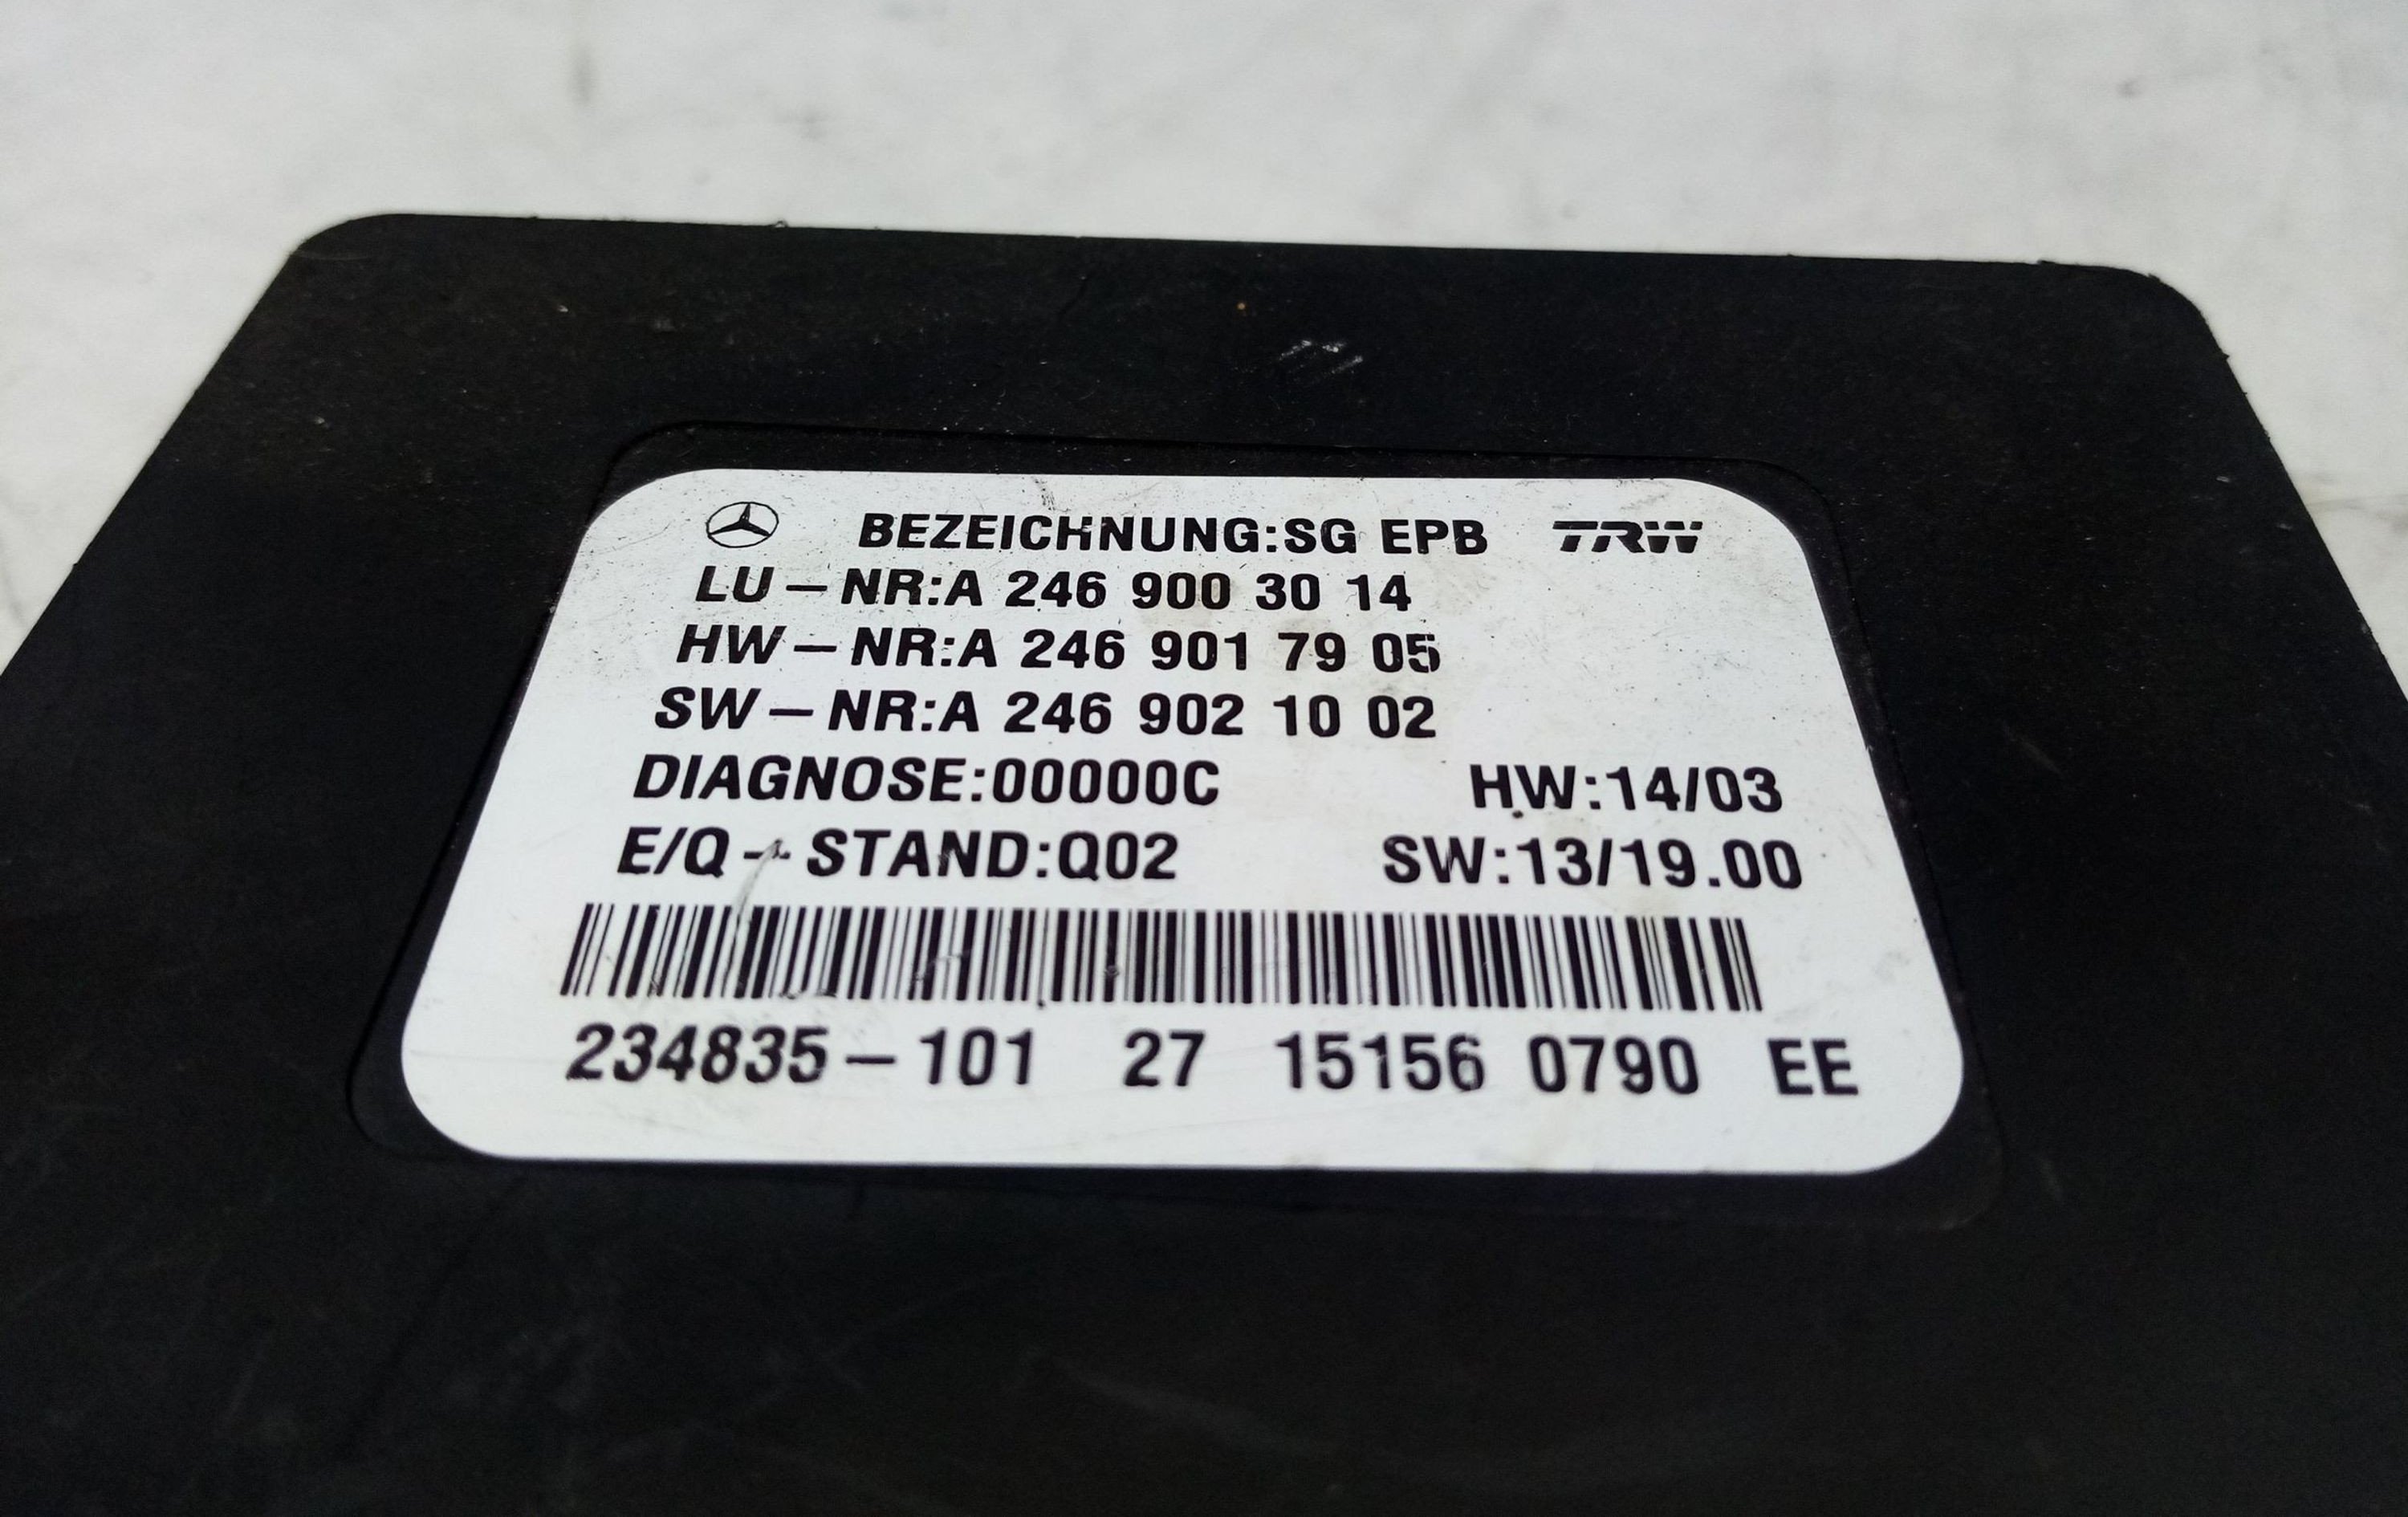 BEZEICHNUNG:SG EPB TRW
LU-NR:A 246 900 30 14
HW-NR:A 246 901 79 05
SW-NR:A 246 902 10 02
DIAGNOSE:00000C HW:14/03
E/Q-STAND:Q02 SW:13/19.00
234835-101 27 15156 0790 EE